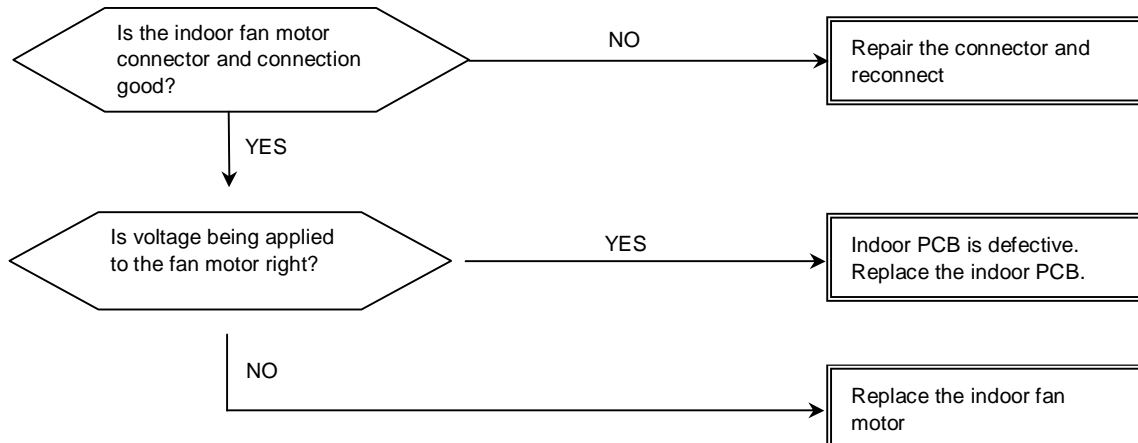 Is the indoor fan motor
connector and connection
good?
NO
Repair the connector and
reconnect
YES
Is voltage being applied
to the fan motor right?
YES
Indoor PCB is defective.
Replace the indoor PCB.
NO
Replace the indoor fan
motor